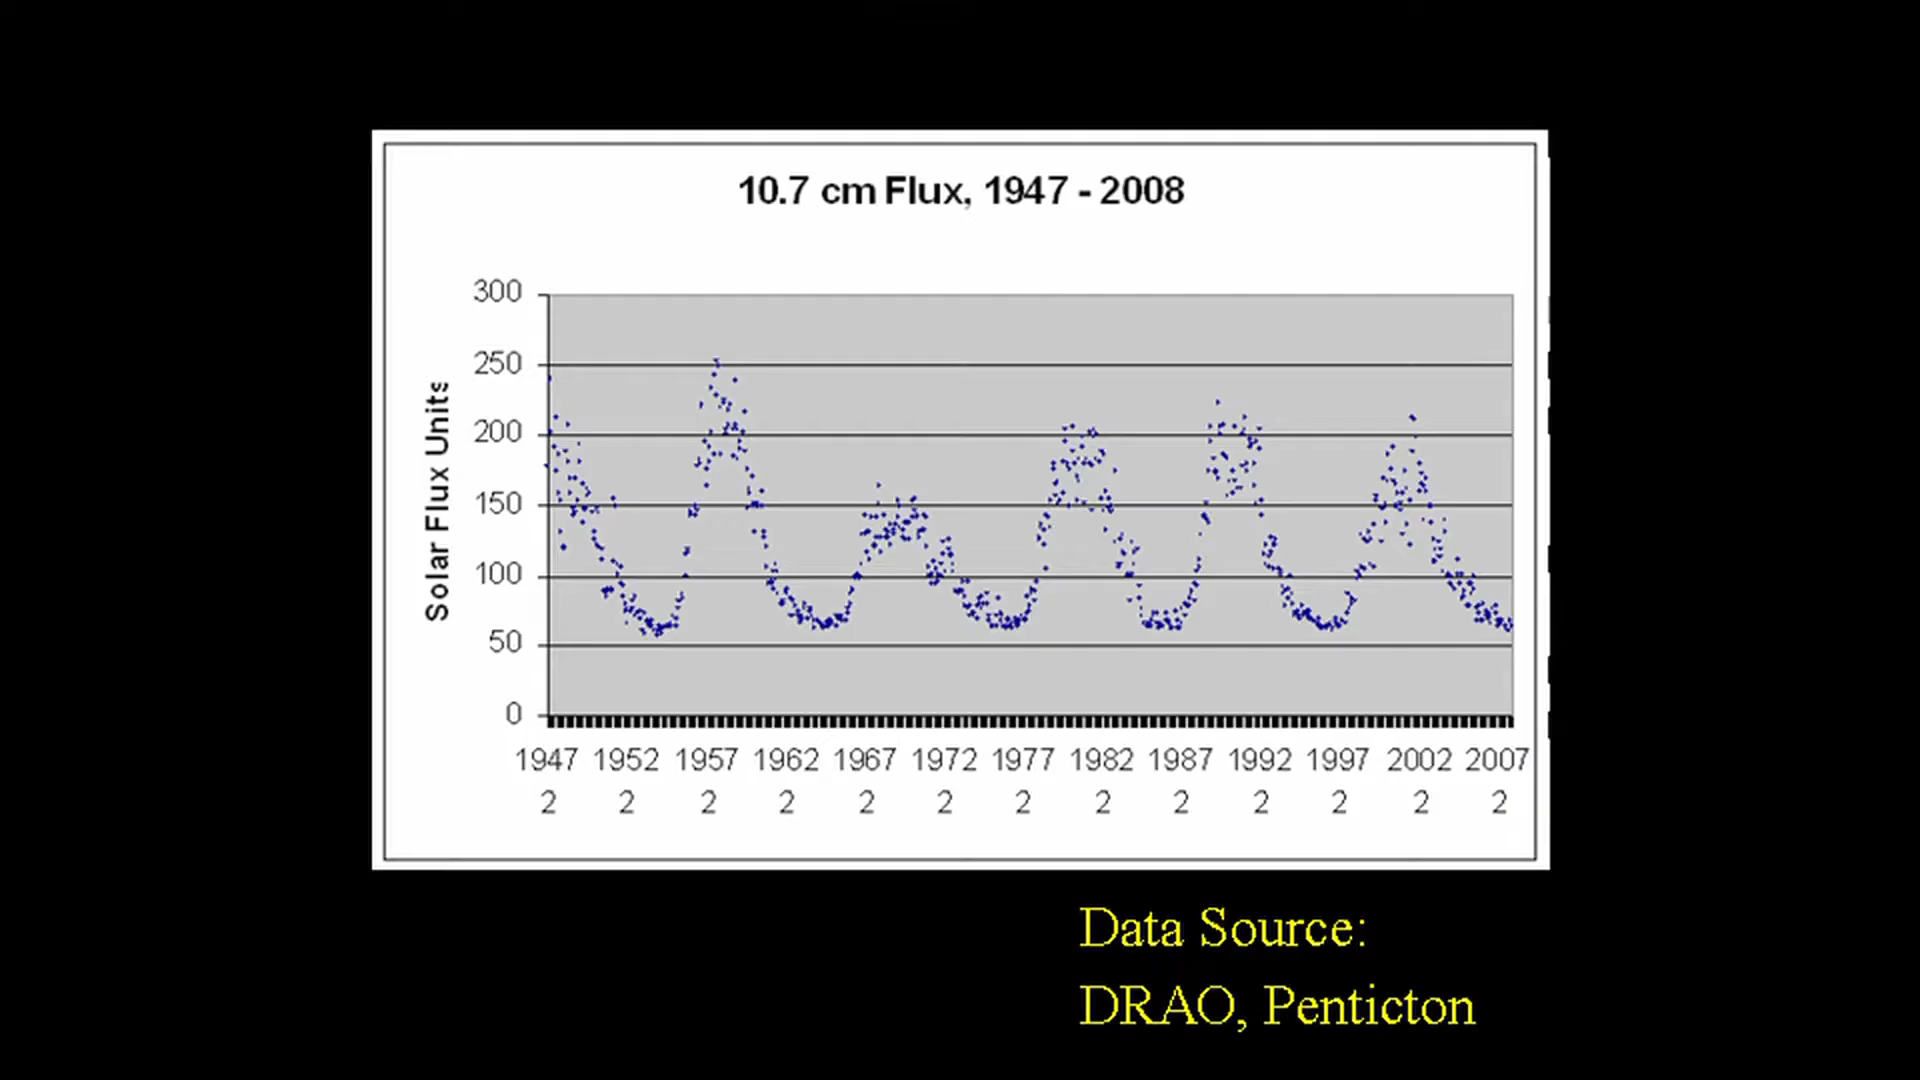 10.7 cm Flux, 1947 - 2008
300
250
200
150
100
50
0
Solar Flux Units
1947 1952 1957 1962 1967 1972 1977 1982 1987 1992 1997 2002 2007
2 2 2 2 2 2 2 2 2 2 2 2 2
Data Source:
DRAO, Penticton